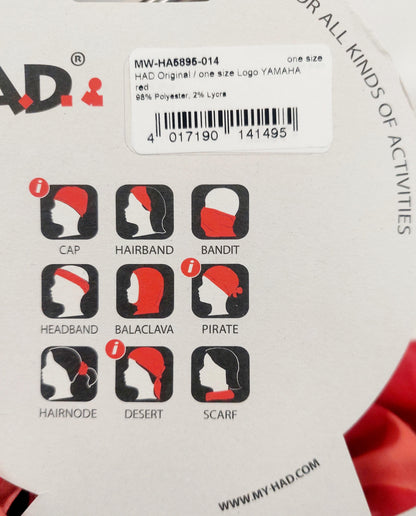 A.D.®
MW-HA5895-014 one size
HAD Original / one size Logo YAMAHA
red
98% Polyester, 2% Lycra
4 017190 141495
OR ALL KINDS OF ACTIVITIES
i
CAP HAIRBAND BANDIT
i
HEADBAND BALACLAVA PIRATE
i
HAIRNODE DESERT SCARF
WWW.MY-HAD.COM